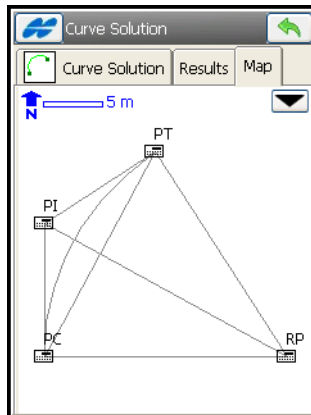 Curve Solution
Curve Solution Results Map
N 5 m
PT
PI
PC RP